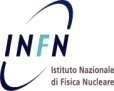 INFN
Istituto Nazionale
di Fisica Nucleare